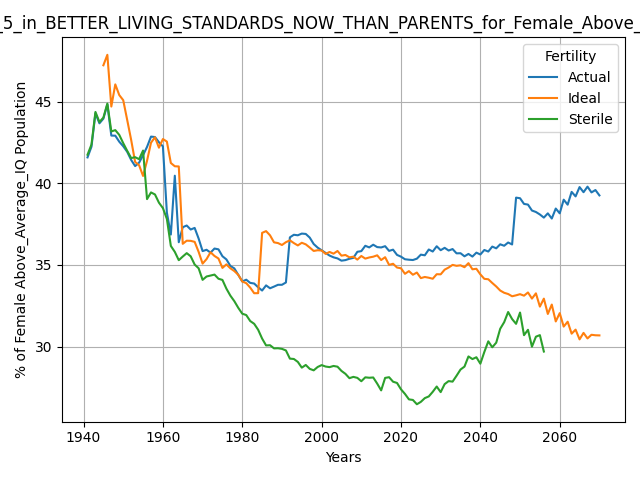 _5_in_BETTER_LIVING_STANDARDS_NOW_THAN_PARENTS_for_Female_Above_
Fertility
Actual
Ideal
Sterile
% of Female Above_Average_IQ Population
45
40
35
30
1940 1960 1980 2000 2020 2040 2060
Years